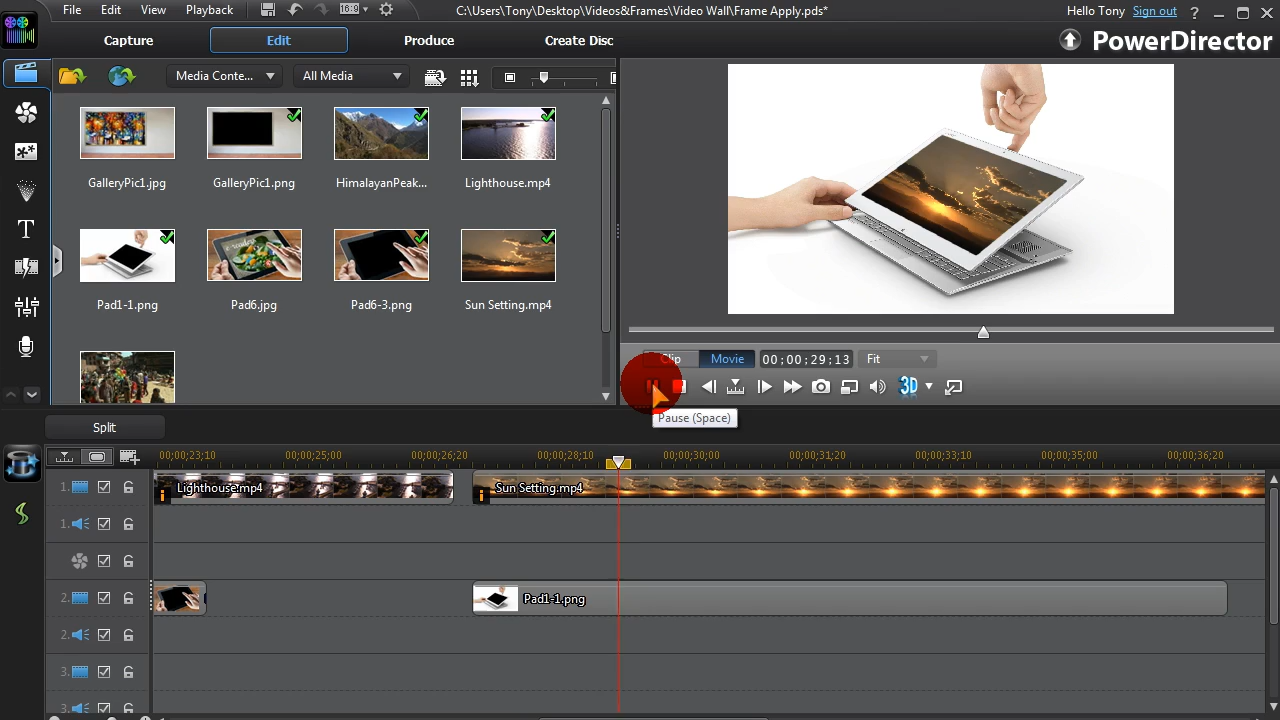 File Edit View Playback 16:9 C:\Users\Tony\Desktop\Videos&Frames\Video Wall\Frame Apply.pds* Hello Tony Sign out ?
Capture Edit Produce Create Disc PowerDirector
Media Conte... All Media
GalleryPic1.jpg GalleryPic1.png HimalayanPeak... Lighthouse.mp4
Pad1-1.png Pad6.jpg Pad6-3.png Sun Setting.mp4
Clip Movie 00;00;29;13 Fit
3D
Pause (Space)
Split
00;00;23;10 00;00;25;00 00;00;26;20 00;00;28;10 00;00;30;00 00;00;31;20 00;00;33;10 00;00;35;00 00;00;36;20
1. Lighthouse.mp4 Sun Setting.mp4
1.
2. Pad1-1.png
2.
3.
3.